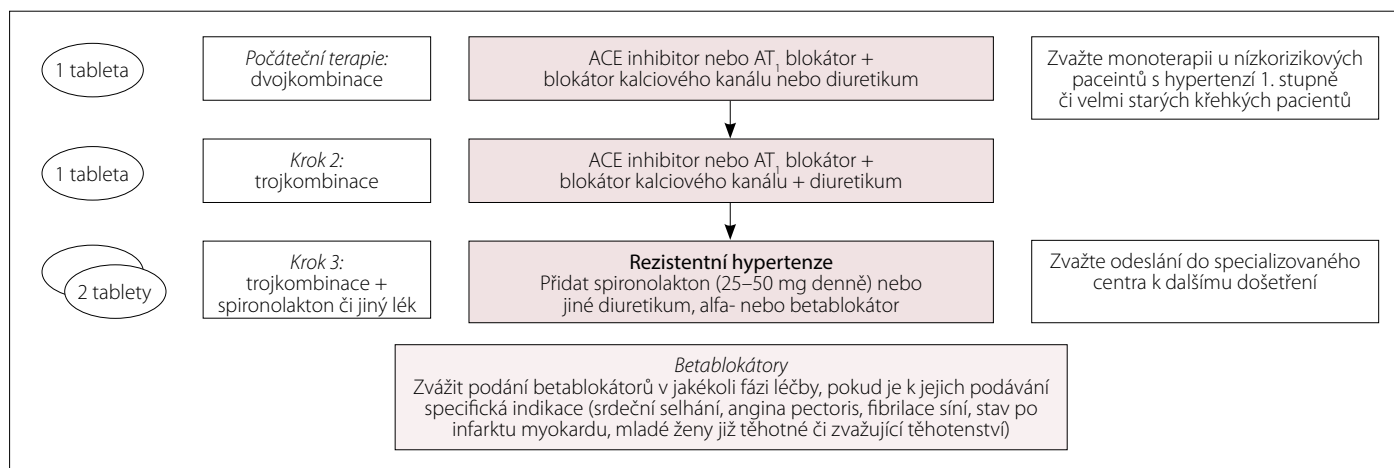 1 tableta
Počáteční terapie:
dvojkombinace
ACE inhibitor nebo AT₁ blokátor +
blokátor kalciového kanálu nebo diuretikum
Zvažte monoterapii u nízkorizikových
paceintů s hypertenzí 1. stupně
či velmi starých křehkých pacientů
1 tableta
Krok 2:
trojkombinace
ACE inhibitor nebo AT₁ blokátor +
blokátor kalciového kanálu + diuretikum
2 tablety
Krok 3:
trojkombinace +
spironolakton či jiný lék
Rezistentní hypertenze
Přidat spironolakton (25–50 mg denně) nebo
jiné diuretikum, alfa- nebo betablokátor
Zvažte odeslání do specializovaného
centra k dalšímu došetření
Betablokátory
Zvážit podání betablokátorů v jakékoli fázi léčby, pokud je k jejich podávání
specifická indikace (srdeční selhání, angina pectoris, fibrilace síní, stav po
infarktu myokardu, mladé ženy již těhotné či zvažující těhotenství)